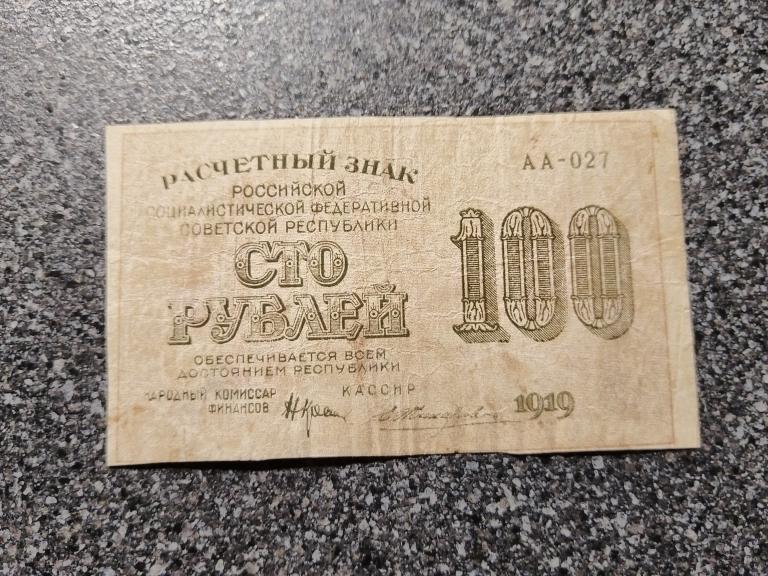 РАСЧЕТНЫЙ ЗНАК
АА-027
РОССИЙСКОЙ
СОЦИАЛИСТИЧЕСКОЙ ФЕДЕРАТИВНОЙ
СОВЕТСКОЙ РЕСПУБЛИКИ
СТО
РУБЛЕЙ
100
ОБЕСПЕЧИВАЕТСЯ ВСЕМ
ДОСТОЯНИЕМ РЕСПУБЛИКИ
НАРОДНЫЙ КОМИССАР
ФИНАНСОВ
КАССИР
1919